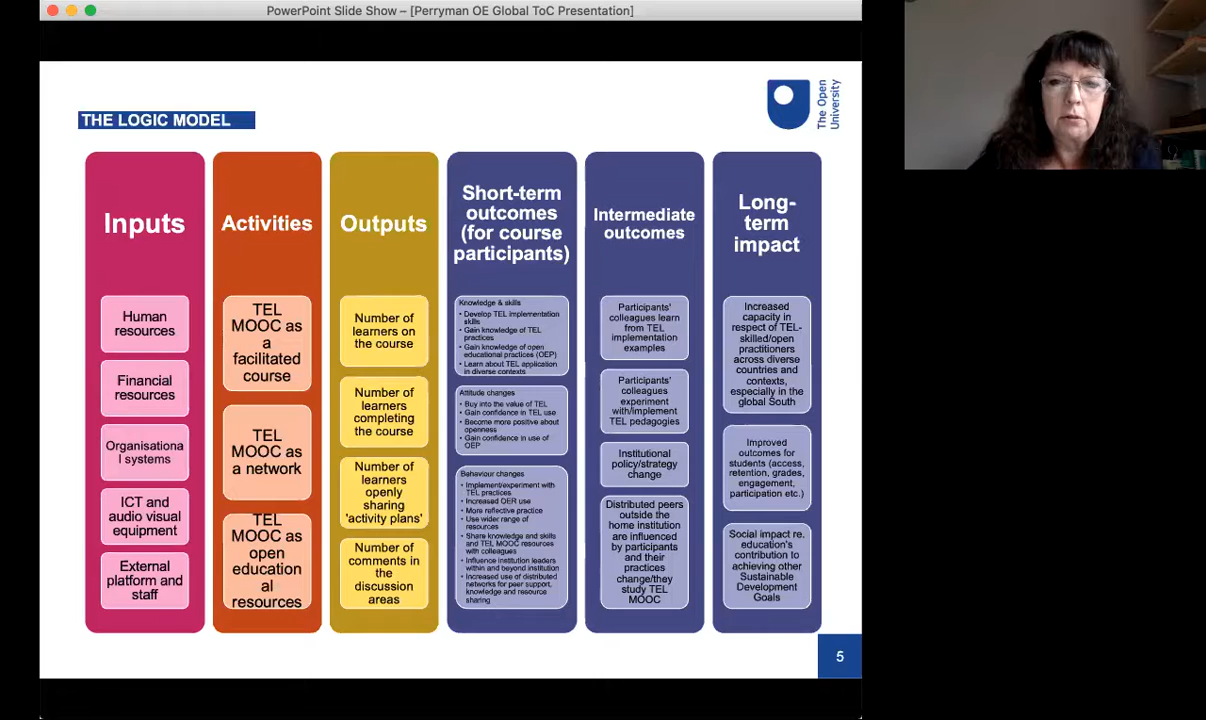 PowerPoint Slide Show – [Perryman OE Global ToC Presentation]
THE LOGIC MODEL
The Open
University
Inputs
Human
resources
Financial
resources
Organisationa
l systems
ICT and
audio visual
equipment
External
platform and
staff
Activities
TEL
MOOC as
a
facilitated
course
TEL
MOOC as
a network
TEL
MOOC as
open
education
al
resources
Outputs
Number of
learners on
the course
Number of
learners
completing
the course
Number of
learners
openly
sharing
'activity plans'
Number of
comments in
the
discussion
areas
Short-term
outcomes
(for course
participants)
Knowledge & skills
• Develop TEL implementation
skills
• Gain knowledge of TEL
practices
• Gain knowledge of open
educational practices (OEP)
• Learn about TEL application
in diverse contexts
Attitude changes
• Buy into the value of TEL
• Gain confidence in TEL use
• Become more positive about
openness
• Gain confidence in use of
OEP
Behaviour changes
• Implement/experiment with
TEL practices
• Increased OER use
• More reflective practice
• Use wider range of
resources
• Share knowledge and skills
and TEL MOOC resources
with colleagues
• Influence institution leaders
within and beyond institution
• Increased use of distributed
networks for peer support,
knowledge and resource
sharing
Intermediate
outcomes
Participants'
colleagues learn
from TEL
implementation
examples
Participants'
colleagues
experiment
with/implement
TEL pedagogies
Institutional
policy/strategy
change
Distributed peers
outside the
home institution
are influenced
by participants
and their
practices
change/they
study TEL
MOOC
Long-
term
impact
Increased
capacity in
respect of TEL-
skilled/open
practitioners
across diverse
countries and
contexts,
especially in the
global South
Improved
outcomes for
students (access,
retention, grades,
engagement,
participation etc.)
Social impact re.
education's
contribution to
achieving other
Sustainable
Development
Goals
5